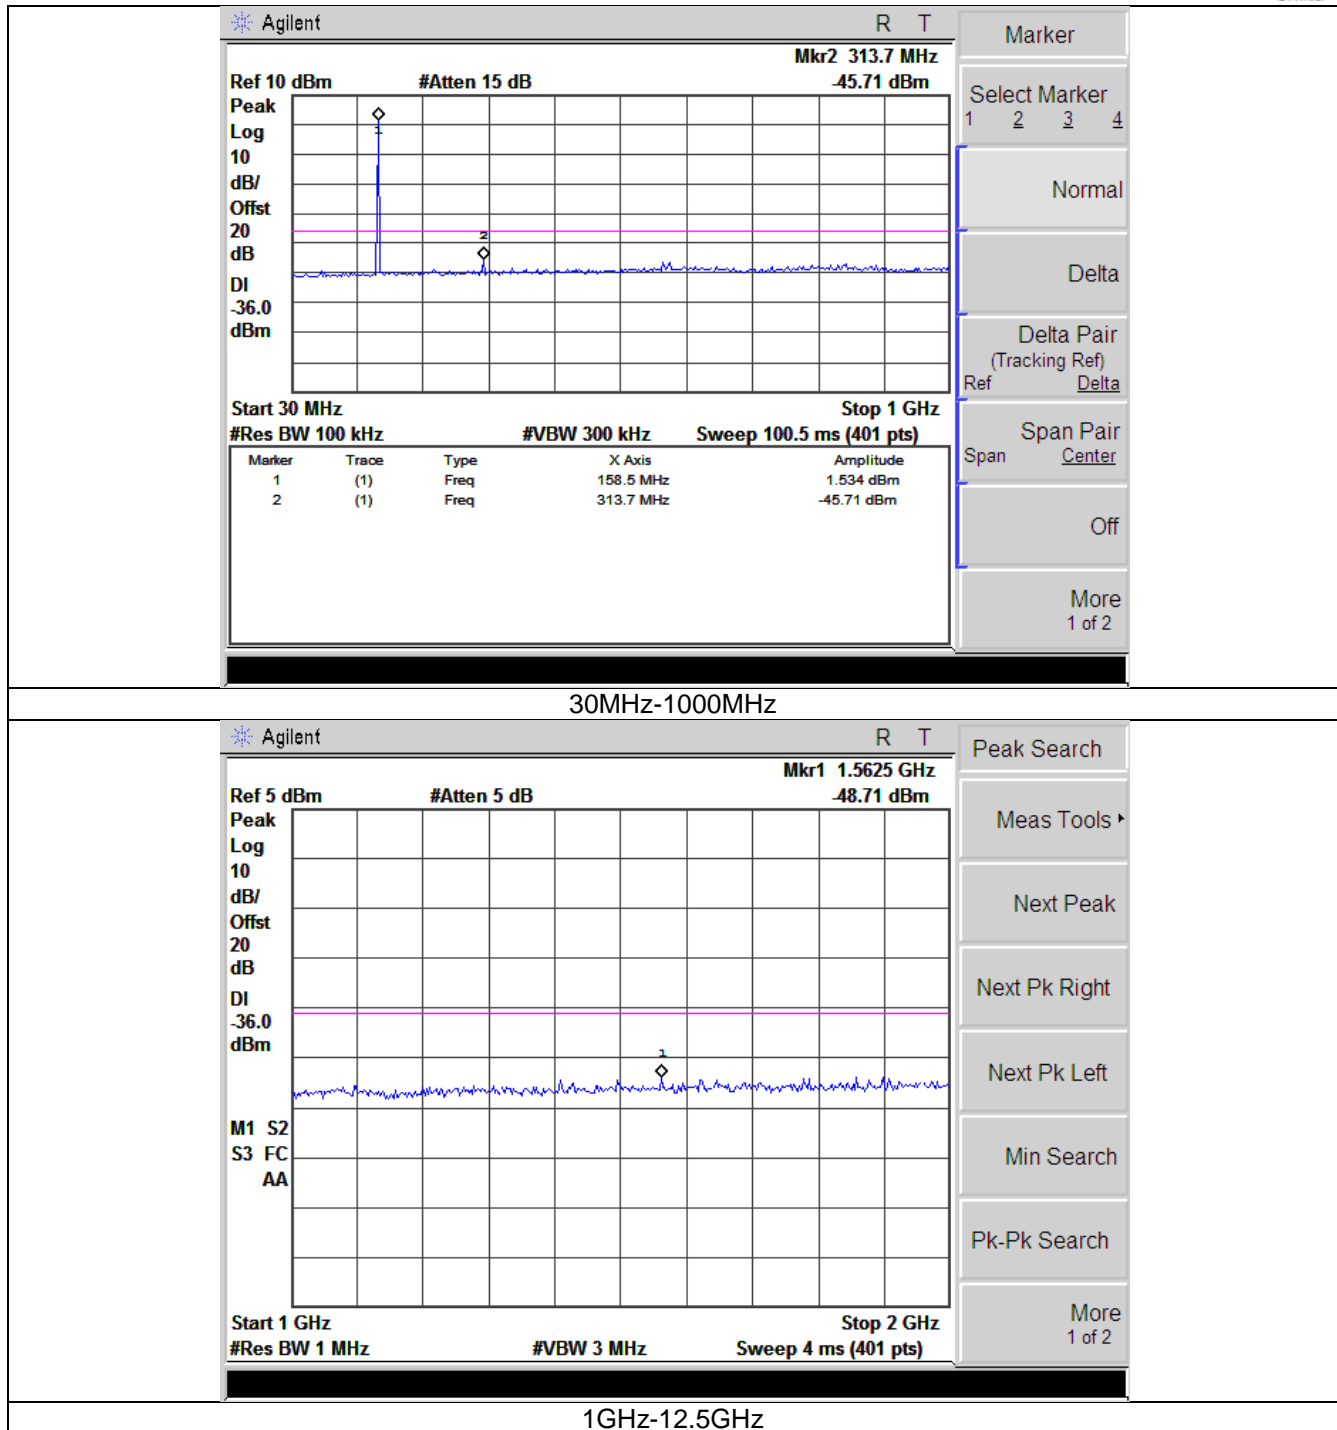 Agilent R T
Marker
Mkr2 313.7 MHz
Ref 10 dBm #Atten 15 dB -45.71 dBm
Peak
Log
10
dB/
Offst
20
dB
DI
-36.0
dBm
1
2
Start 30 MHz Stop 1 GHz
#Res BW 100 kHz #VBW 300 kHz Sweep 100.5 ms (401 pts)
Marker Trace Type X Axis Amplitude
1 (1) Freq 158.5 MHz 1.534 dBm
2 (1) Freq 313.7 MHz -45.71 dBm
Select Marker
1 2 3 4
Normal
Delta
Delta Pair
(Tracking Ref)
Ref Delta
Span Pair
Span Center
Off
More
1 of 2
30MHz-1000MHz
Agilent R T
Peak Search
Mkr1 1.5625 GHz
Ref 5 dBm #Atten 5 dB -48.71 dBm
Peak
Log
10
dB/
Offst
20
dB
DI
-36.0
dBm
1
M1 S2
S3 FC
AA
Start 1 GHz Stop 2 GHz
#Res BW 1 MHz #VBW 3 MHz Sweep 4 ms (401 pts)
Meas Tools
Next Peak
Next Pk Right
Next Pk Left
Min Search
Pk-Pk Search
More
1 of 2
1GHz-12.5GHz